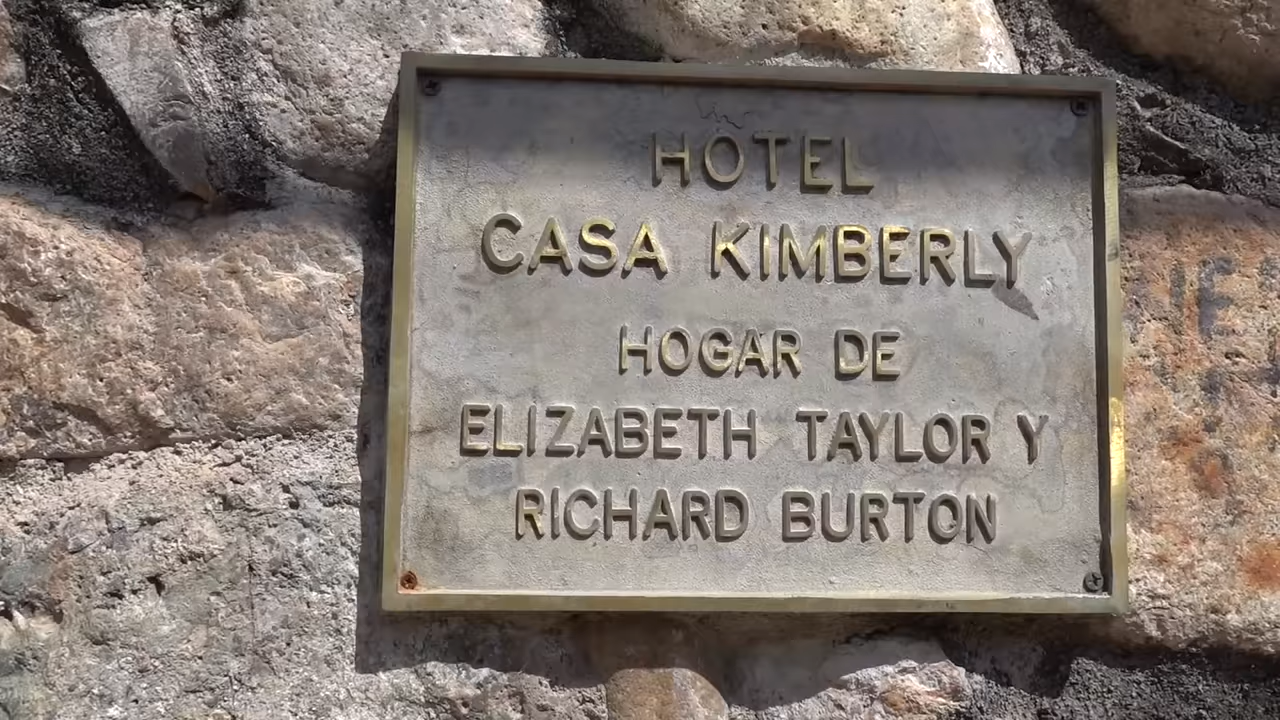 HOTEL
CASA KIMBERLY
HOGAR DE
ELIZABETH TAYLOR Y
RICHARD BURTON